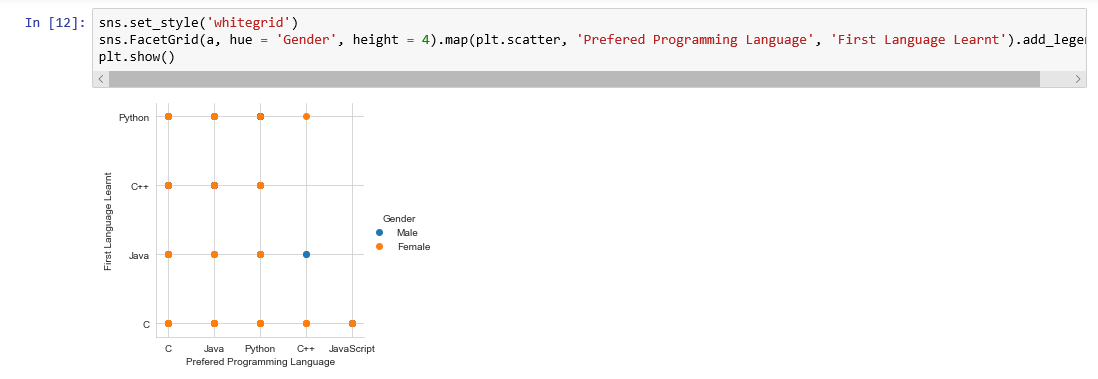 In [12]:
sns.set_style('whitegrid')
sns.FacetGrid(a, hue = 'Gender', height = 4).map(plt.scatter, 'Prefered Programming Language', 'First Language Learnt').add_lege
plt.show()
Python
C++
Java
C
First Language Learnt
Gender
Male
Female
C Java Python C++ JavaScript
Prefered Programming Language